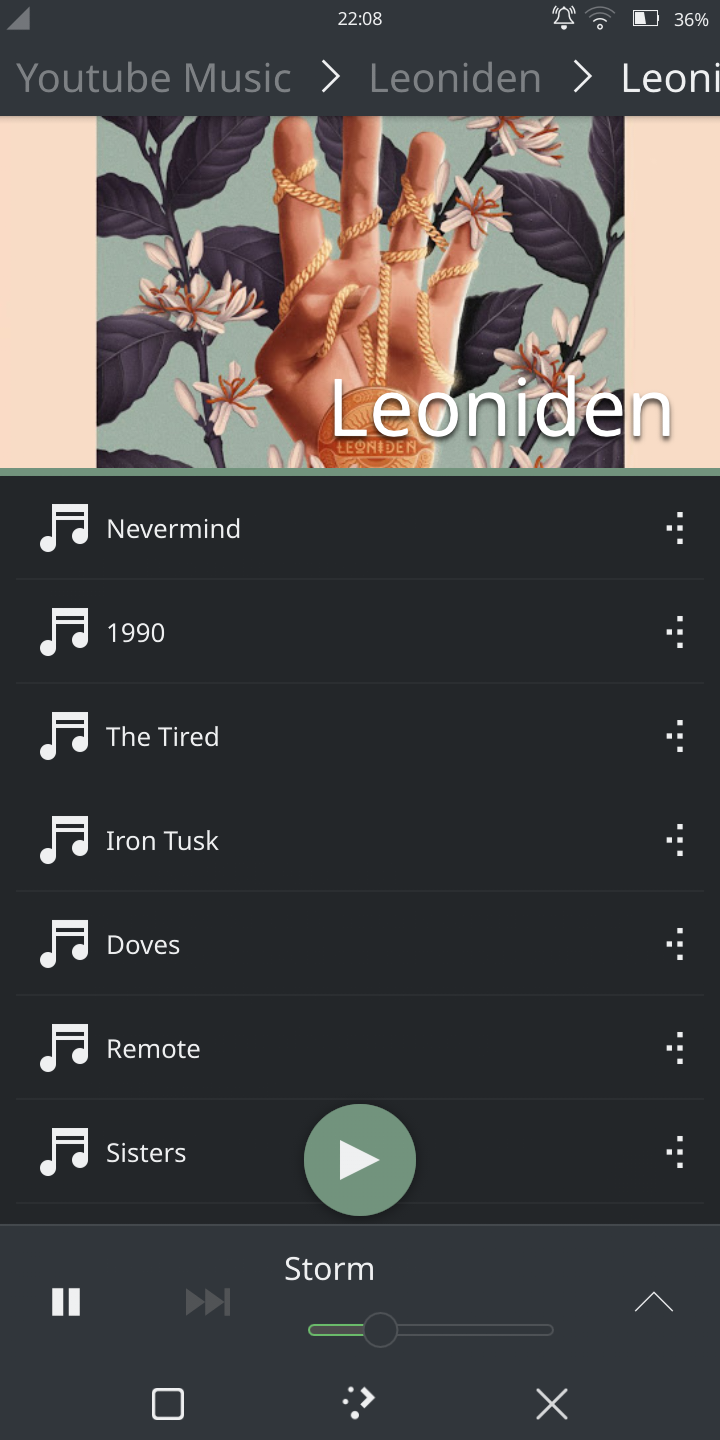 22:08
36%
Youtube Music
Leoniden
Leoni
Leoniden
LEONIDEN
Nevermind
1990
The Tired
Iron Tusk
Doves
Remote
Sisters
Storm